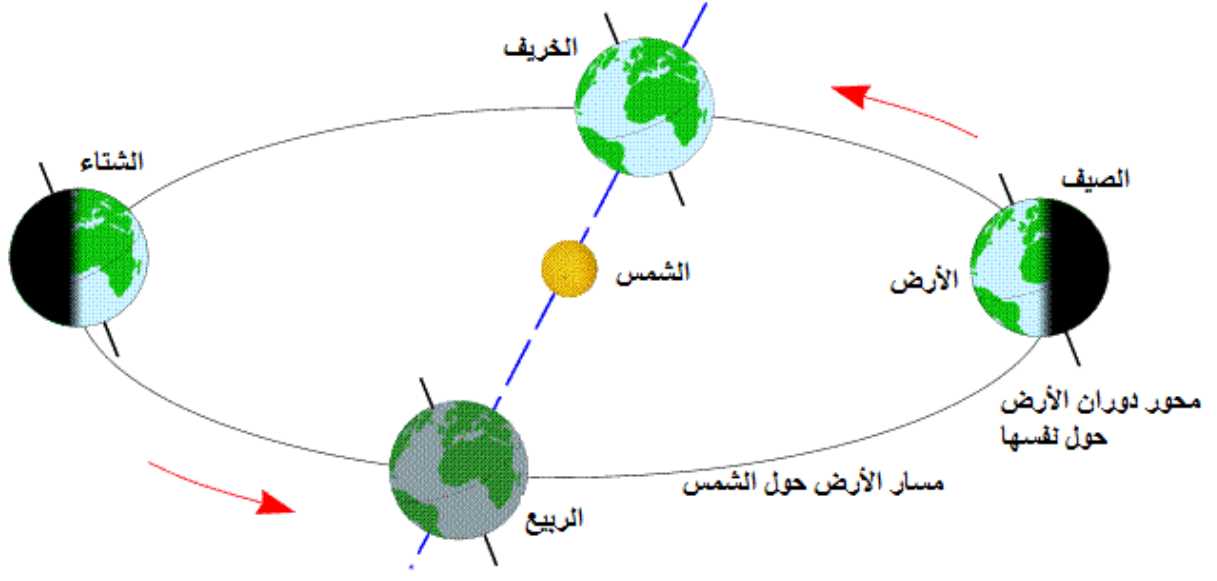 الخريف
الشتاء
الصيف
الشمس
الأرض
محور دوران الأرض
حول نفسها
مسار الأرض حول الشمس
الربيع